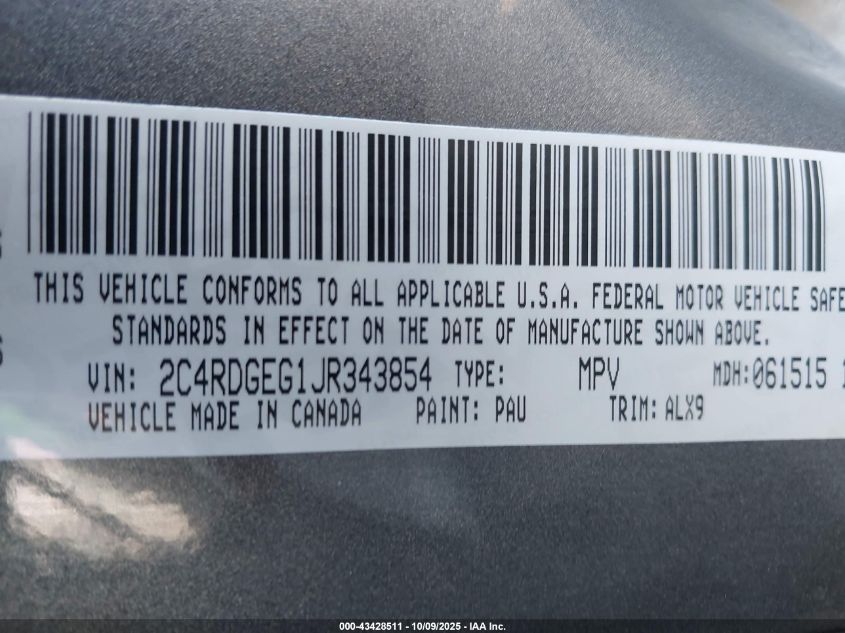 THIS VEHICLE CONFORMS TO ALL APPLICABLE U.S.A. FEDERAL MOTOR VEHICLE SAFE
STANDARDS IN EFFECT ON THE DATE OF MANUFACTURE SHOWN ABOVE.
VIN: 2C4RDGEG1JR343854 TYPE: MPV MDH:061515 1
VEHICLE MADE IN CANADA PAINT: PAU TRIM: ALX9
000-43428511 - 10/09/2025 - IAA Inc.